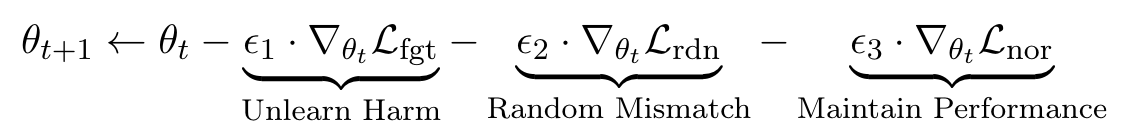 θ_{t+1} ← θ_t − ϵ_1 · ∇_{θ_t} ℒ_fgt − ϵ_2 · ∇_{θ_t} ℒ_rdn − ϵ_3 · ∇_{θ_t} ℒ_nor
Unlearn Harm Random Mismatch Maintain Performance